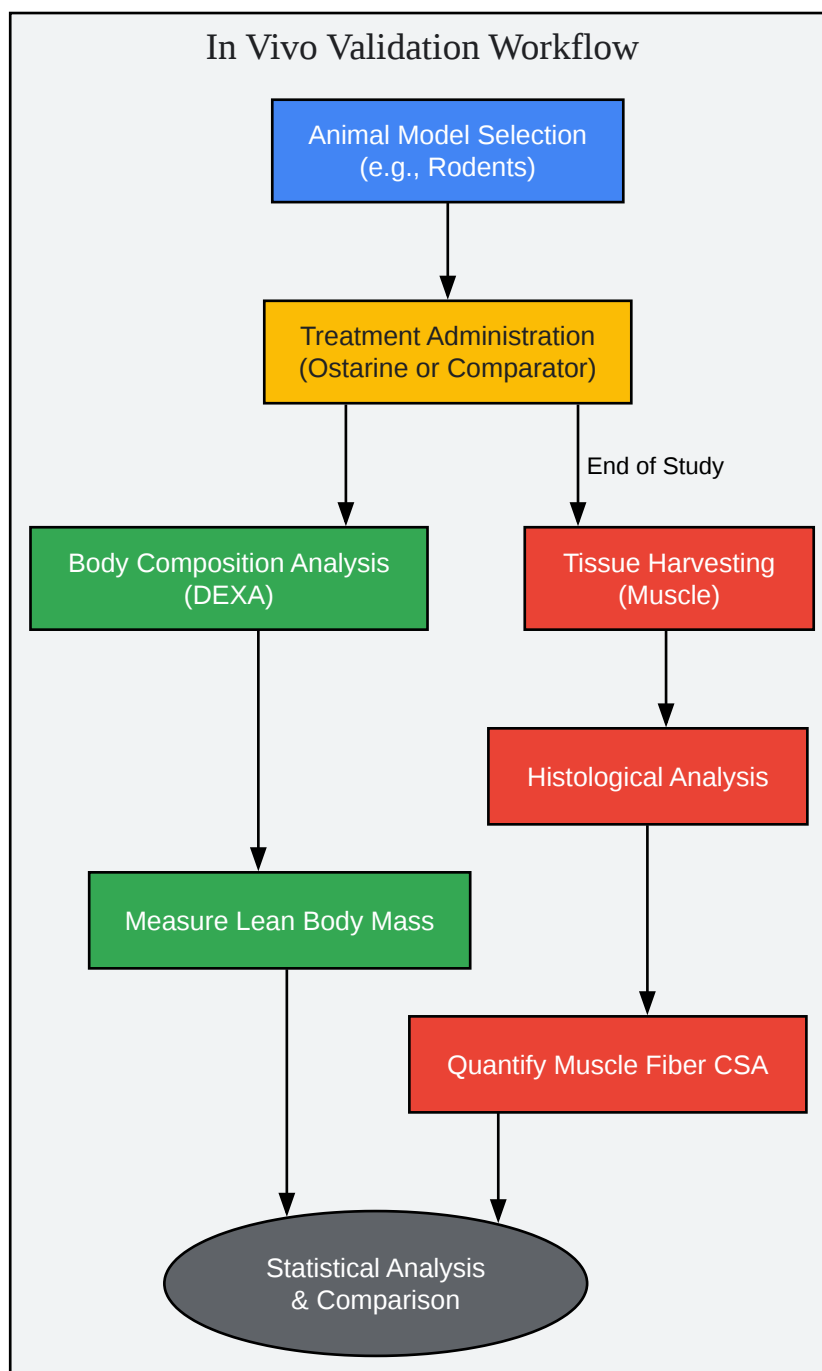 In Vivo Validation Workflow
Animal Model Selection
(e.g., Rodents)
Treatment Administration
(Ostarine or Comparator)
End of Study
Body Composition Analysis
(DEXA)
Tissue Harvesting
(Muscle)
Histological Analysis
Measure Lean Body Mass
Quantify Muscle Fiber CSA
Statistical Analysis
& Comparison